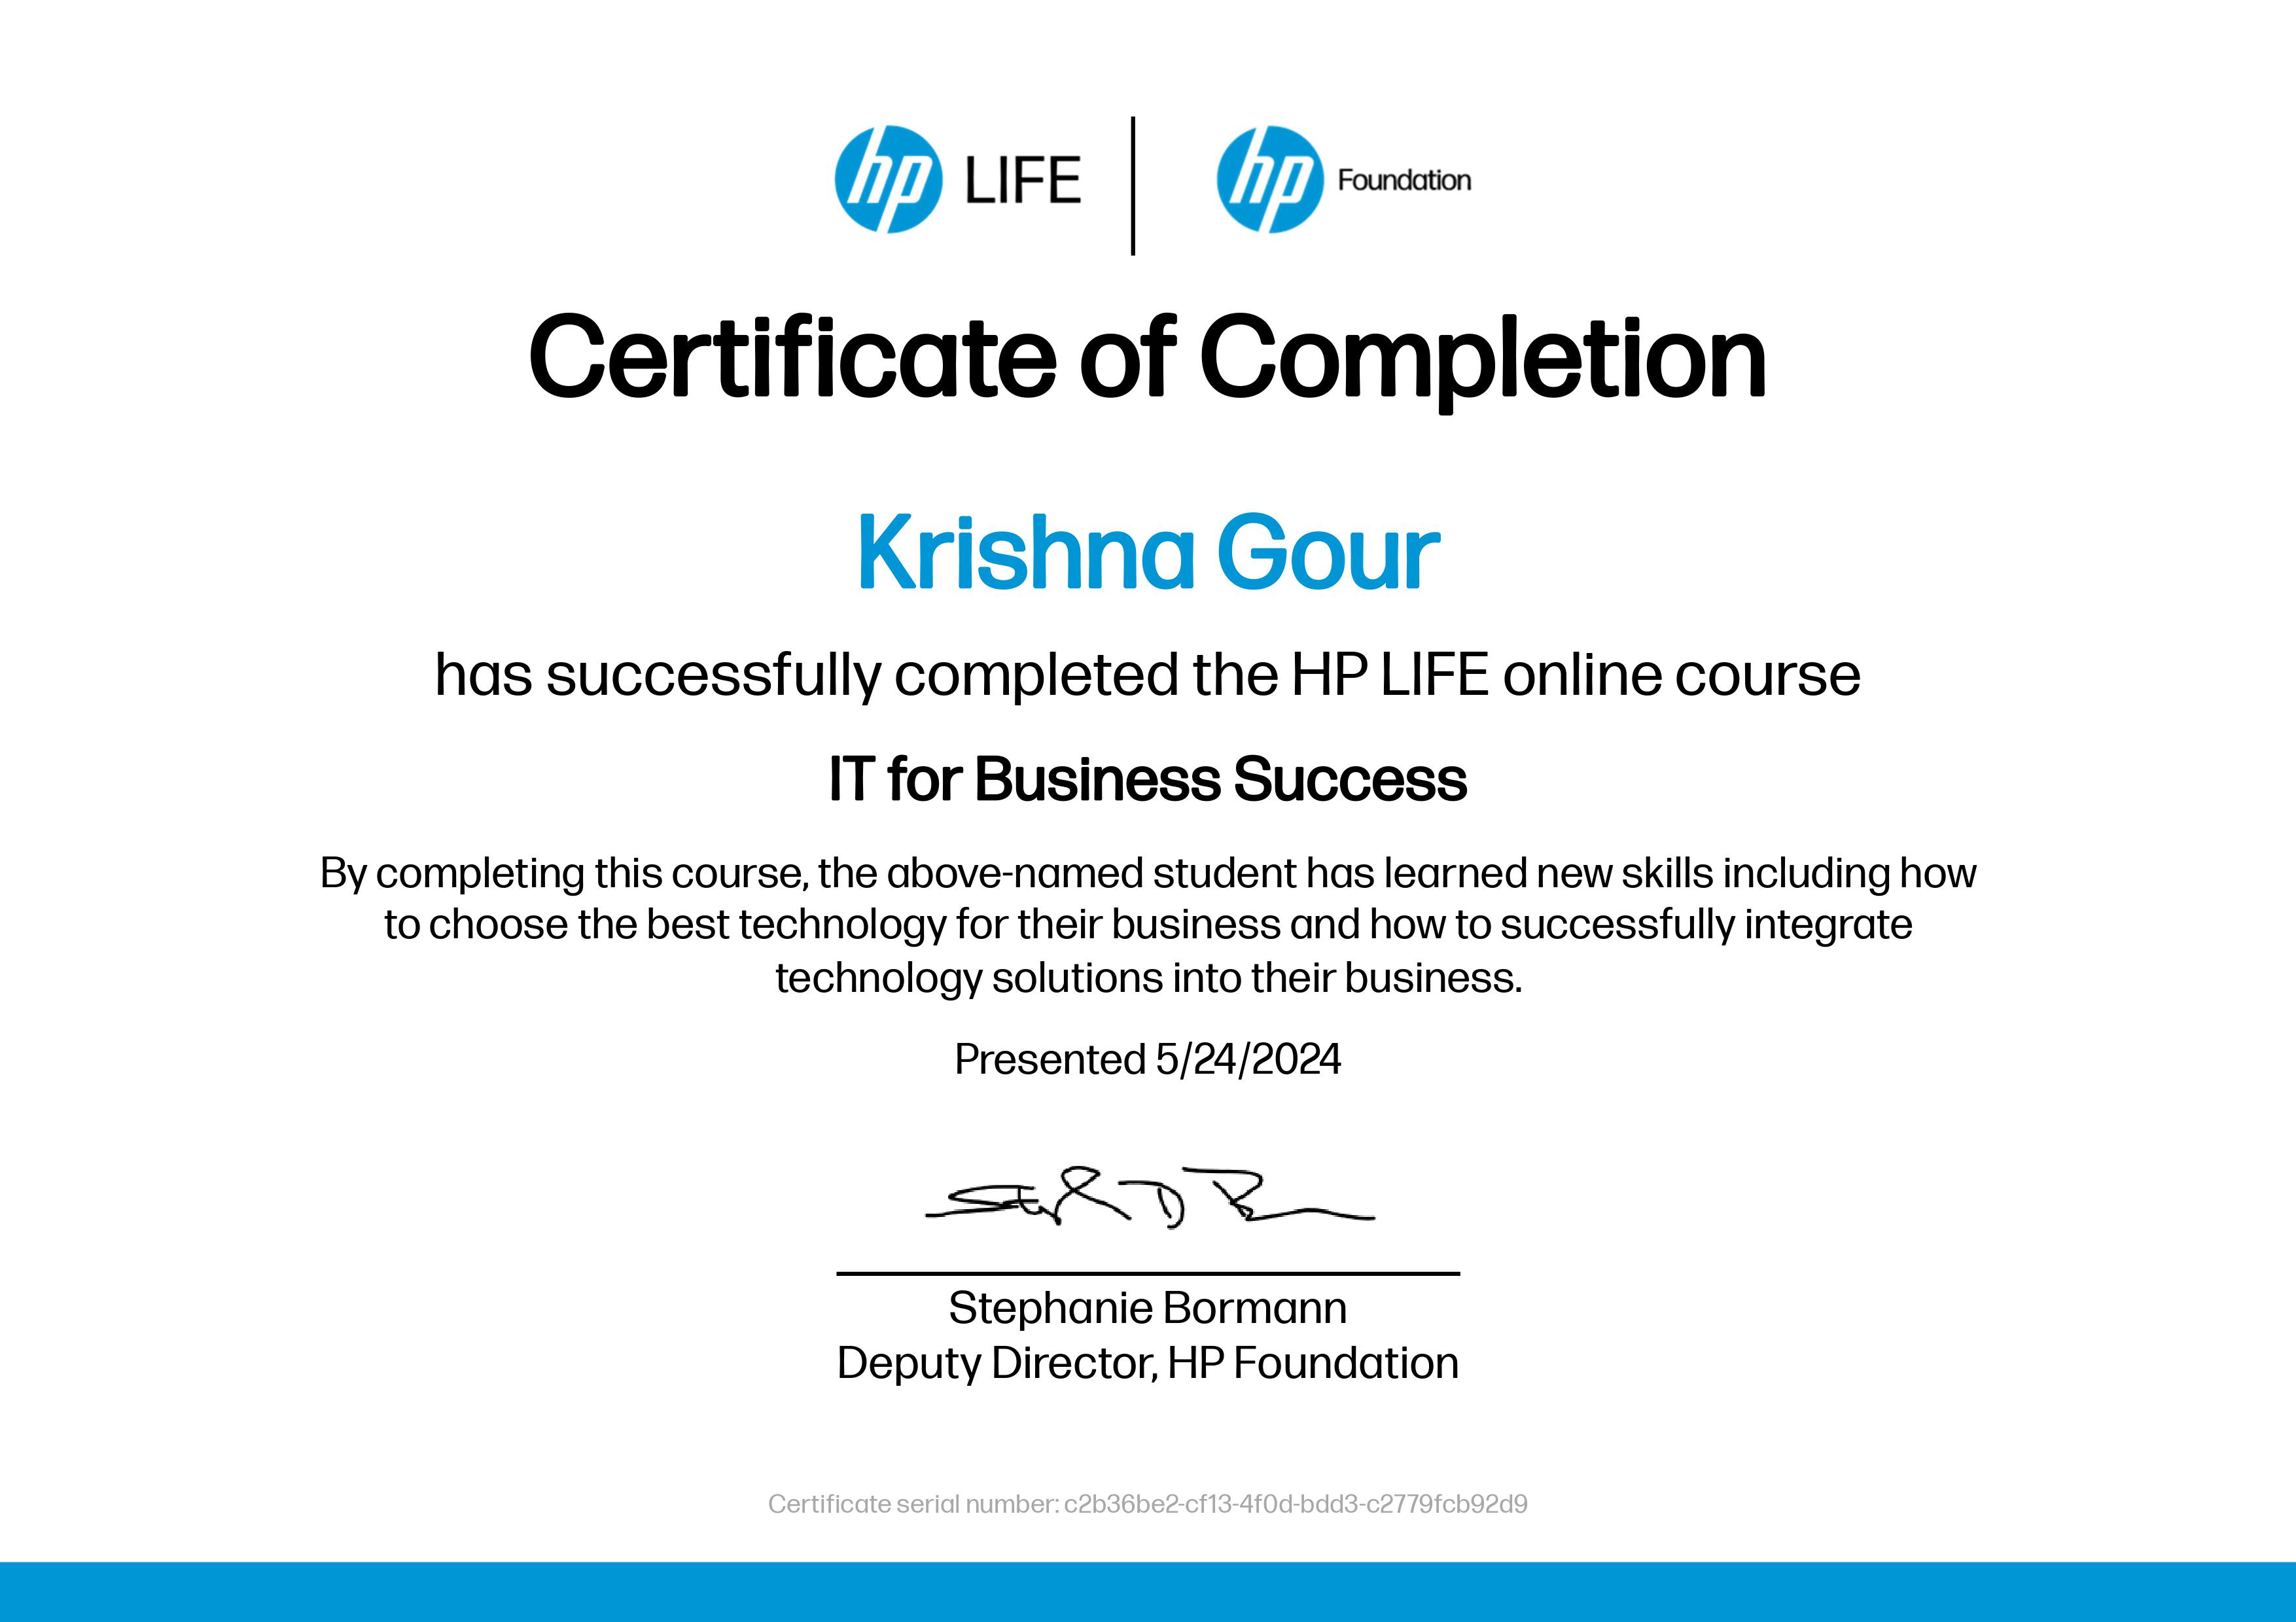 hp LIFE
hp Foundation
Certificate of Completion
Krishna Gour
has successfully completed the HP LIFE online course
IT for Business Success
By completing this course, the above-named student has learned new skills including how
to choose the best technology for their business and how to successfully integrate
technology solutions into their business.
Presented 5/24/2024
Stephanie Bormann
Deputy Director, HP Foundation
Certificate serial number: c2b36be2-cf13-4f0d-bdd3-c2779fcb92d9